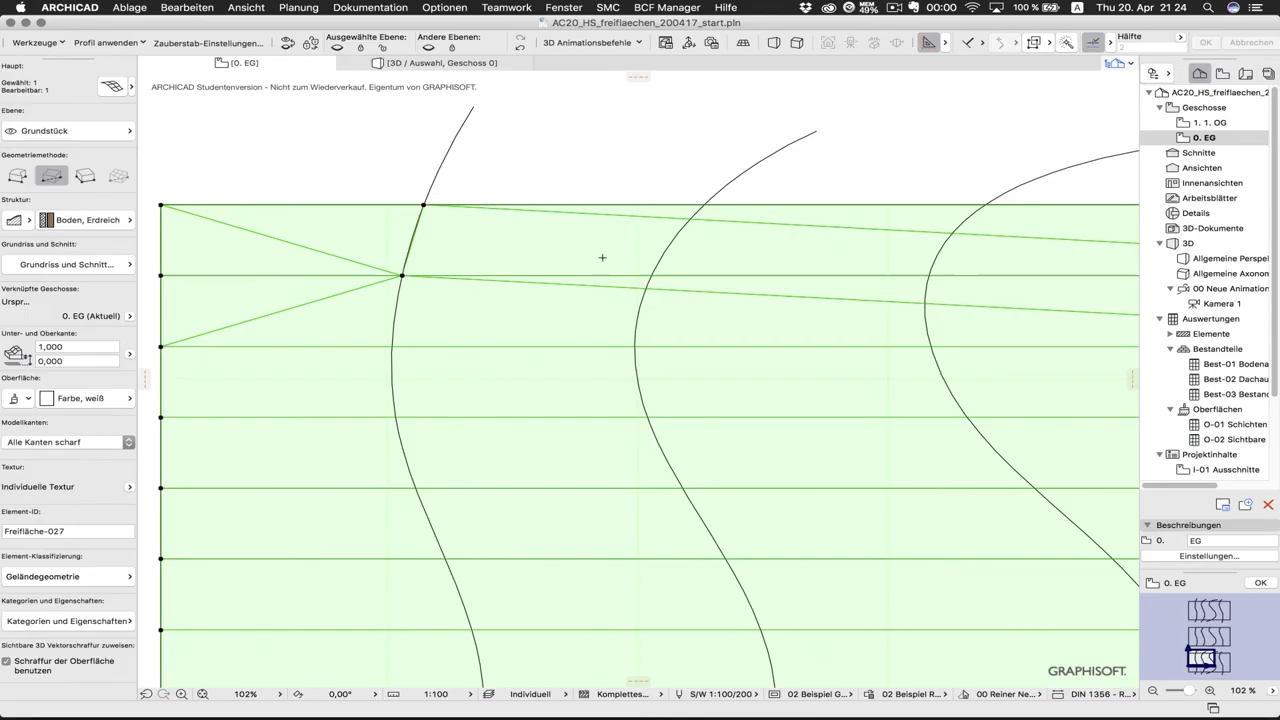 ARCHICAD Ablage Bearbeiten Ansicht Planung Dokumentation Optionen Teamwork Fenster SSC BCF Manager Hilfe MEM 49% 00:00 100 % Thu 20. Apr 21 24
AC20_HS_freiflaechen_200417_start.pln
Werkzeuge Profil anwenden Zauberstab-Einstellungen... Ausgewählte Ebene: Andere Ebenen: 3D Animationsbefehle Hälfte 2 OK Abbrechen
Haupt:
Gewählt: 1
Bearbeitbar: 1
Ebene:
Grundstück
Geometriemethode:
Struktur:
Boden, Erdreich
Grundriss und Schnitt:
Grundriss und Schnitt...
Verknüpfte Geschosse:
Urspr...
0. EG (Aktuell)
Unter- und Oberkante:
1,000
0,000
Oberfläche:
Farbe, weiß
Modellkanten:
Alle Kanten scharf
Textur:
Individuelle Textur
Element-ID:
Freifläche-027
Element-Klassifizierung:
Geländegeometrie
Kategorien und Eigenschaften:
Kategorien und Eigenschaften
Sichtbare 3D Vektorschraffur zuweisen:
Schraffur der Oberfläche
benutzen
[0. EG] [3D / Auswahl, Geschoss 0]
ARCHICAD Studentenversion - Nicht zum Wiederverkauf. Eigentum von GRAPHISOFT.
GRAPHISOFT.
102% 0,00° 1:100 Individuell Komplettes... S/W 1:100/200 02 Beispiel G... 02 Beispiel R... 00 Reiner Ne... DIN 1356 - R...
AC20_HS_freiflaechen_2
Geschosse
1. 1. OG
0. EG
Schnitte
Ansichten
Innenansichten
Arbeitsblätter
Details
3D-Dokumente
3D
Allgemeine Perspe
Allgemeine Axonom
00 Neue Animation
Kamera 1
Auswertungen
Elemente
Bestandteile
Best-01 Bodena
Best-02 Dachau
Best-03 Bestand
Oberflächen
O-01 Schichten
O-02 Sichtbare
Projektinhalte
I-01 Ausschnitte
Beschreibungen
0. EG
Einstellungen...
0. EG OK
102 %